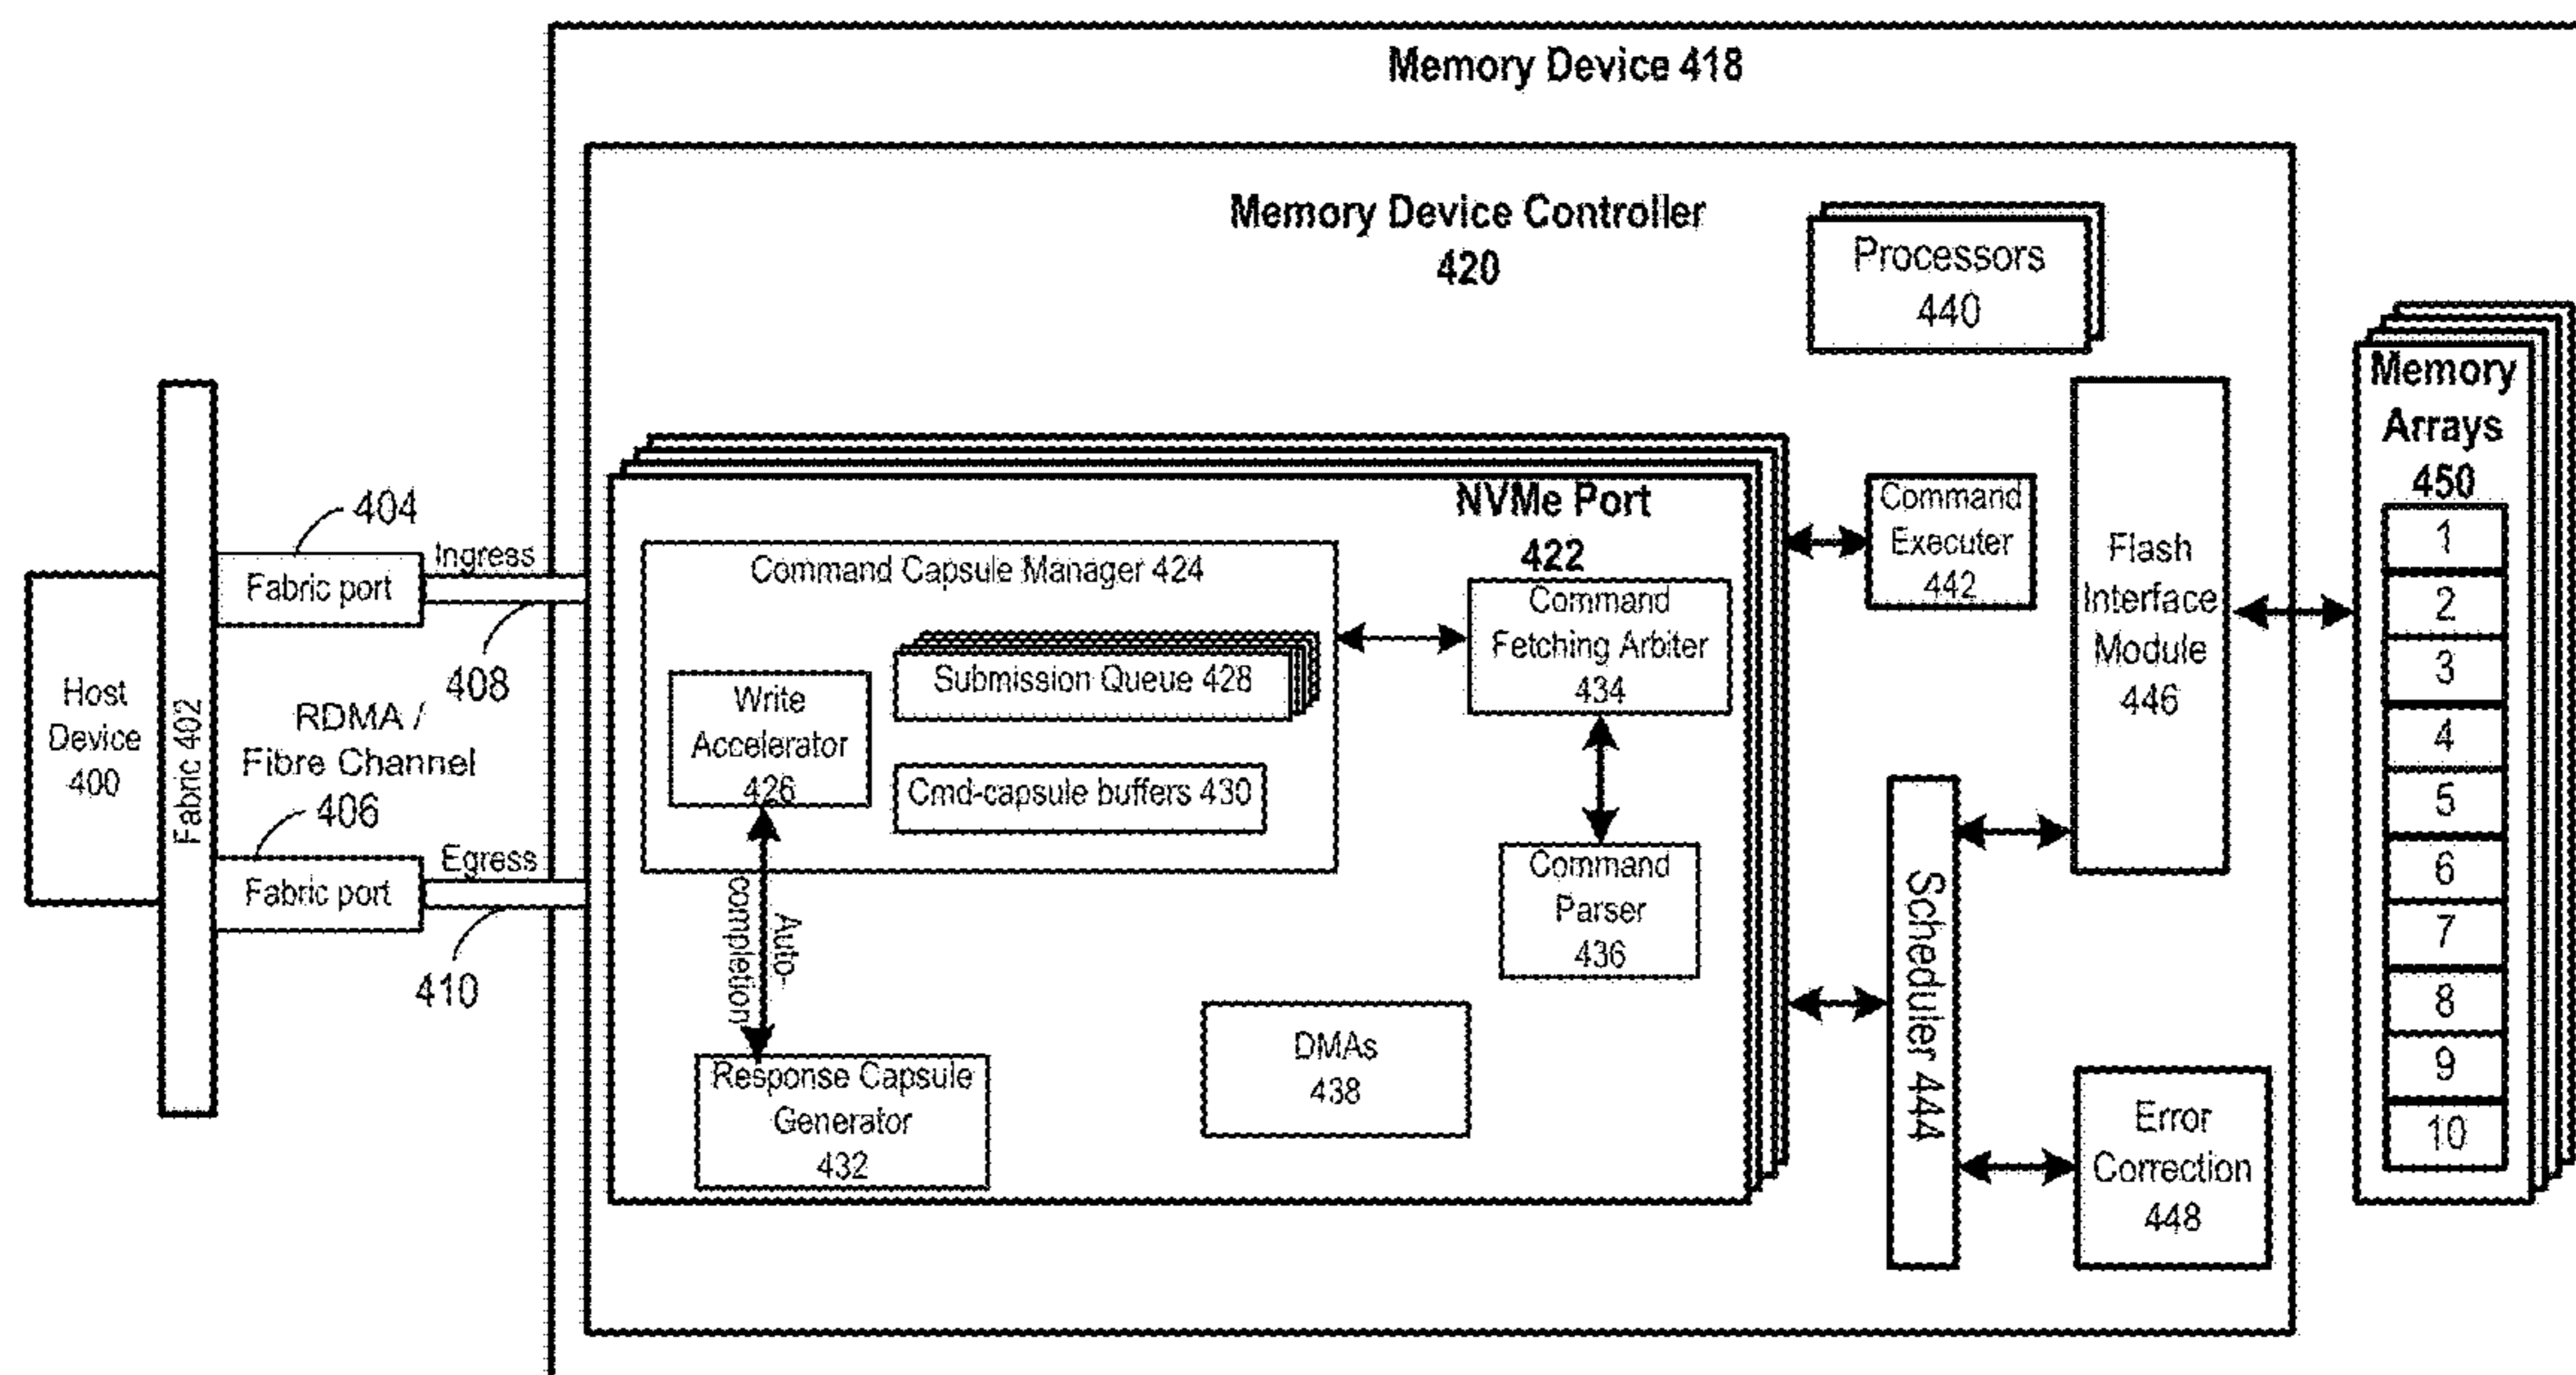 Memory Device 418
Memory Device Controller
420
Processors
440
Memory
Arrays
450
1
2
3
4
5
6
7
8
9
10
NVMe Port
422
Command
Executer
442
Flash
Interface
Module
446
404
Fabric port
Ingress
408
Command Capsule Manager 424
Command
Fetching Arbiter
434
Submission Queue 428
Write
Accelerator
426
Cmd-capsule buffers 430
Host
Device
400
Fabric 402
RDMA /
Fibre Channel
406
Fabric port
Egress
410
Auto-
completion
Command
Parser
436
Scheduler 444
DMAs
438
Response Capsule
Generator
432
Error
Correction
448